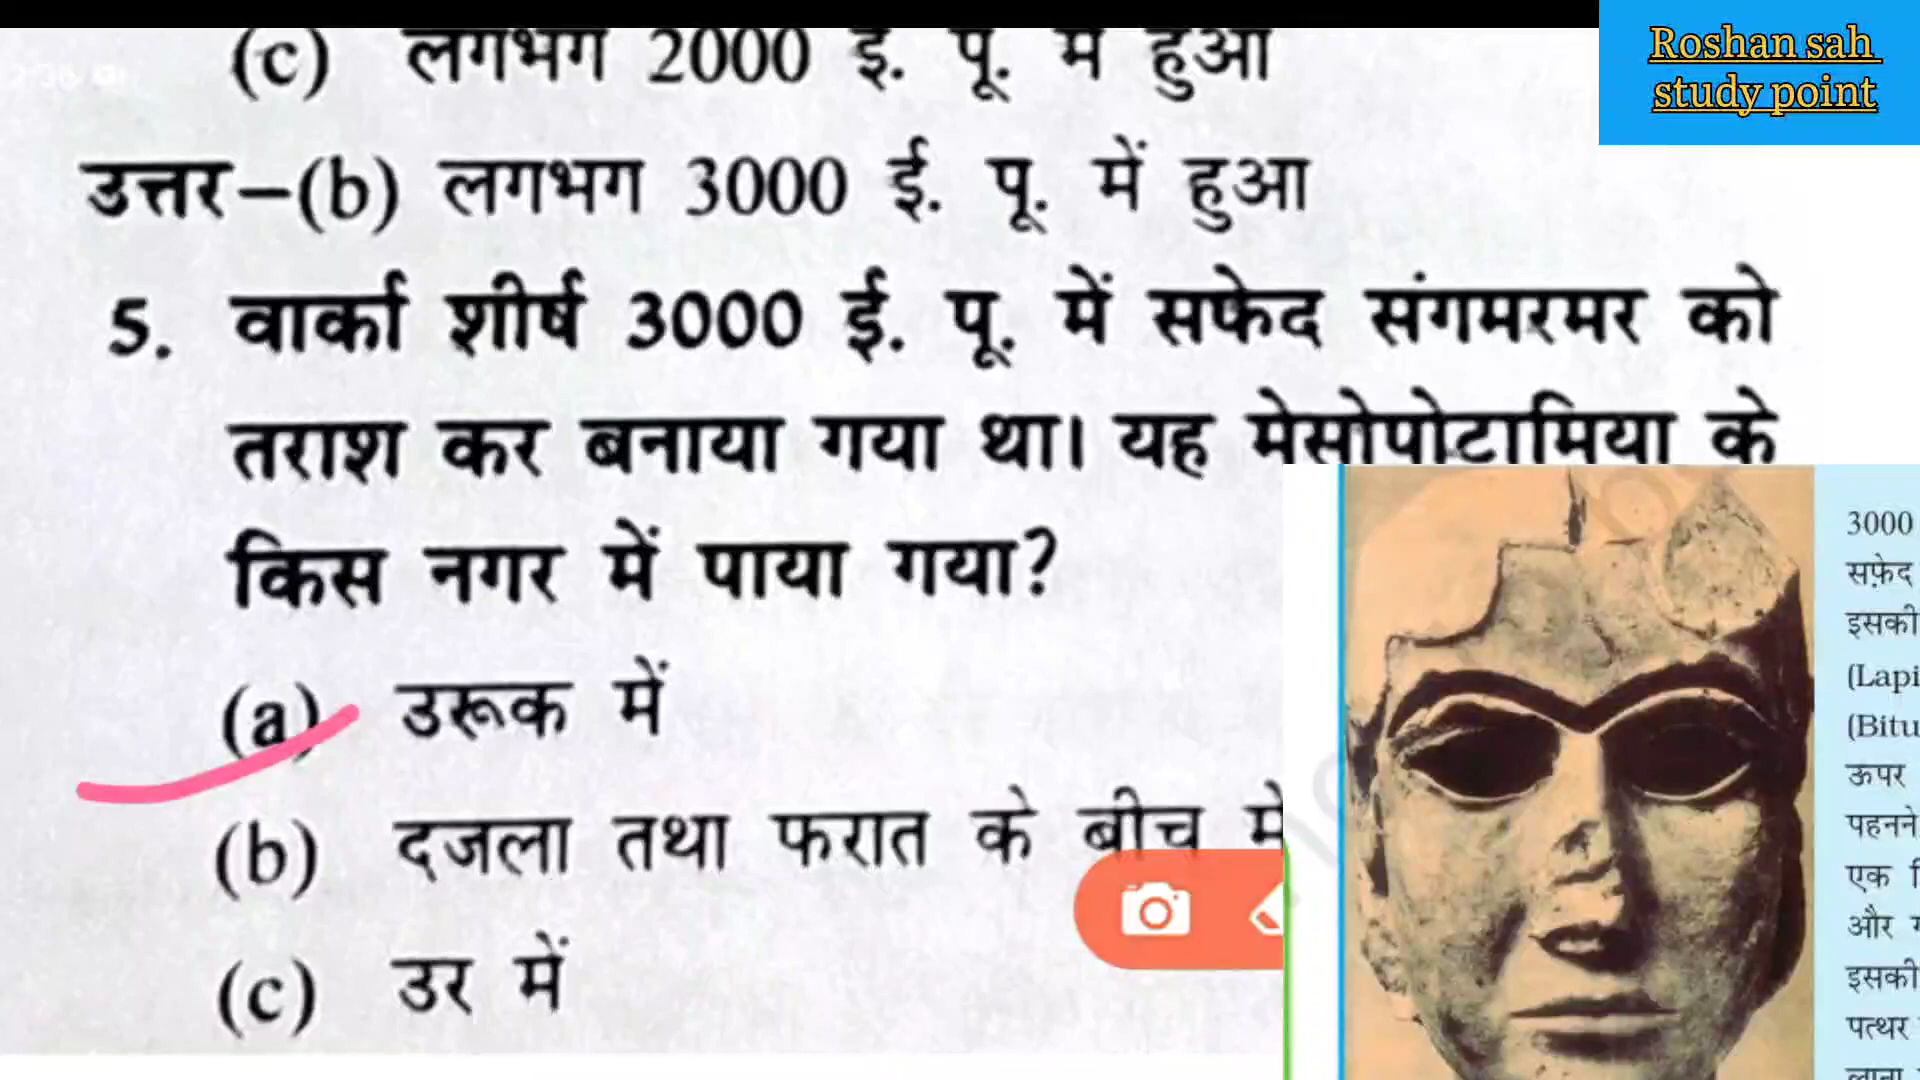 Roshan sah
study point
(c) लगभग 2000 ई. पू. में हुआ
उत्तर–(b) लगभग 3000 ई. पू. में हुआ
5. वार्का शीर्ष 3000 ई. पू. में सफेद संगमरमर को
तराश कर बनाया गया था। यह मेसोपोटामिया के
किस नगर में पाया गया?
(a) उरूक में
(b) दजला तथा फरात के बीच में
(c) उर में
3000
सफ़ेद
इसकी
(Lapi
(Bitu
ऊपर
पहनने
एक
और
इसकी
पत्थर